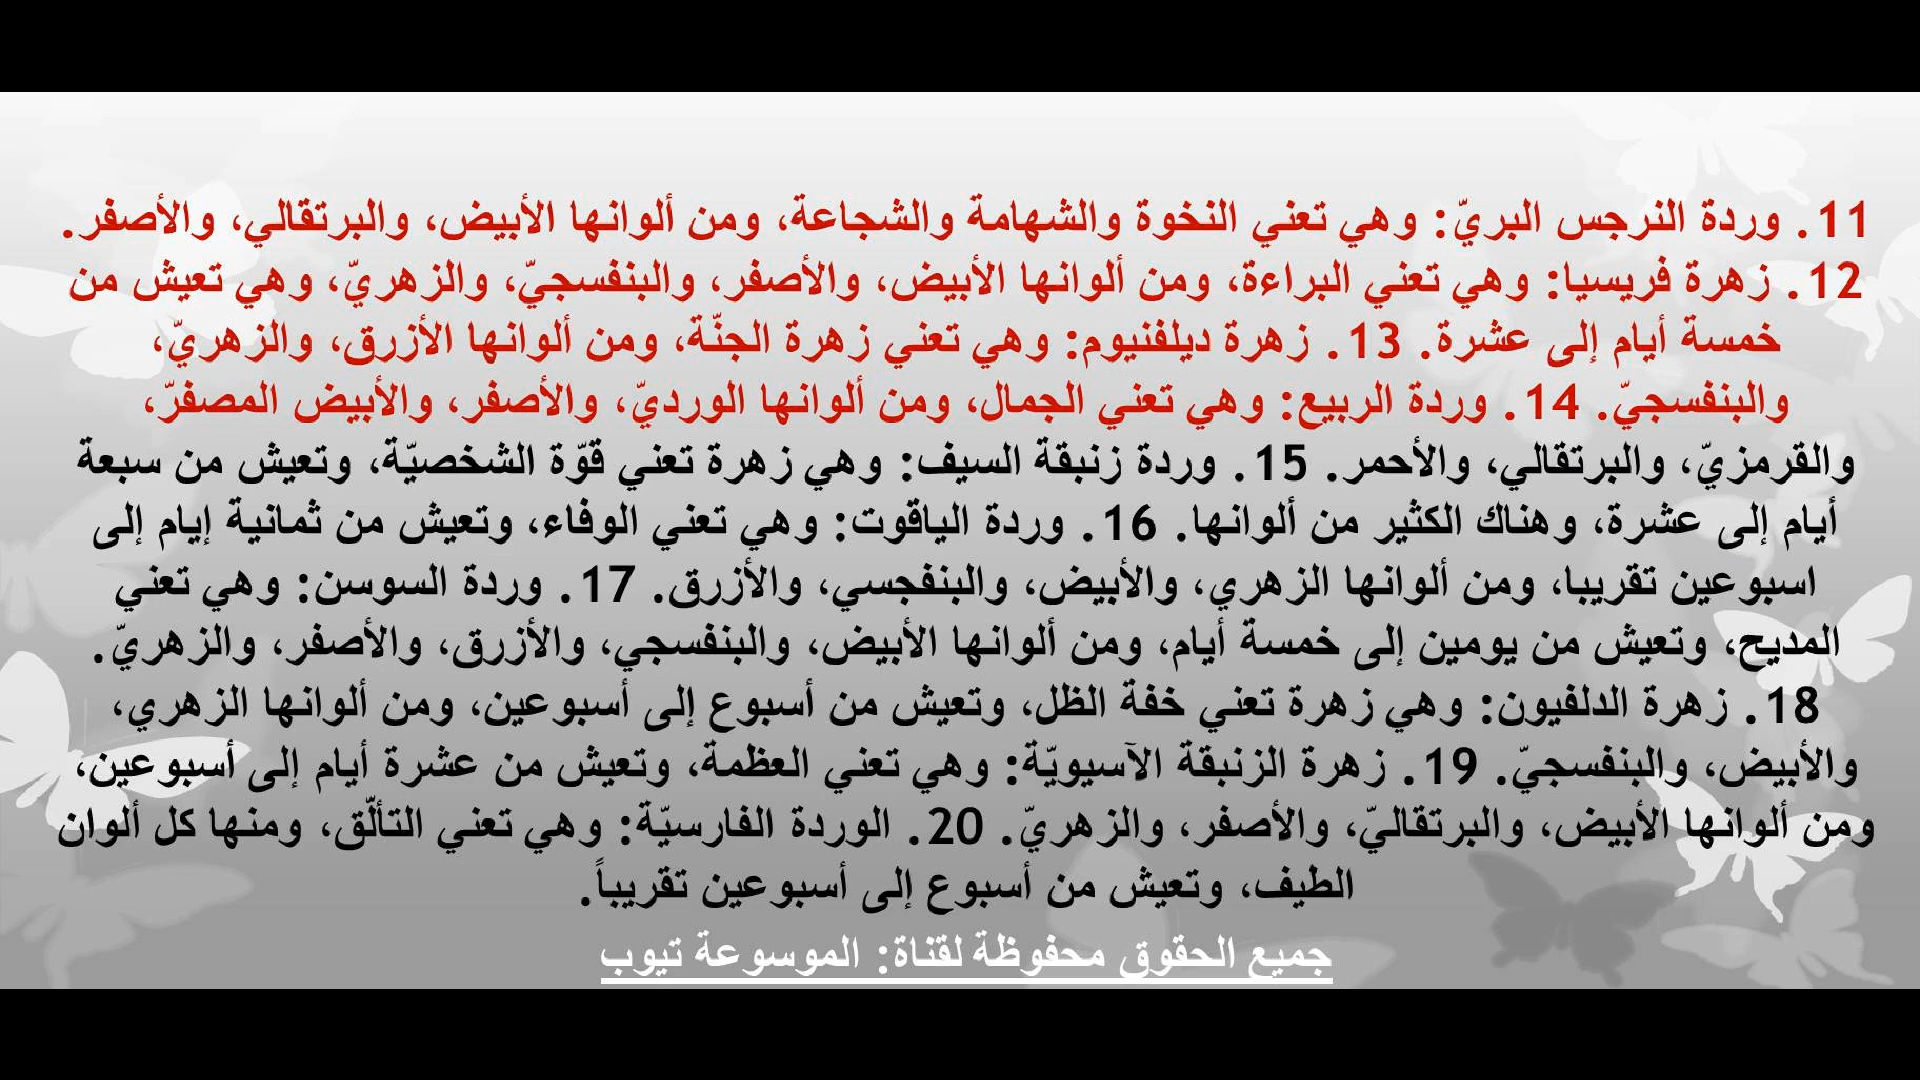 11. وردة النرجس البريّ: وهي تعني النخوة والشهامة والشجاعة، ومن ألوانها الأبيض، والبرتقالي، والأصفر.
12. زهرة فريسيا: وهي تعني البراءة، ومن ألوانها الأبيض، والأصفر، والبنفسجيّ، والزهريّ، وهي تعيش من
خمسة أيام إلى عشرة. 13. زهرة ديلفنيوم: وهي تعني زهرة الجنّة، ومن ألوانها الأزرق، والزهريّ،
والبنفسجيّ. 14. وردة الربيع: وهي تعني الجمال، ومن ألوانها الورديّ، والأصفر، والأبيض المصفرّ،
والقرمزيّ، والبرتقالي، والأحمر. 15. وردة زنبقة السيف: وهي زهرة تعني قوّة الشخصيّة، وتعيش من سبعة
أيام إلى عشرة، وهناك الكثير من ألوانها. 16. وردة الياقوت: وهي تعني الوفاء، وتعيش من ثمانية إيام إلى
اسبوعين تقريبا، ومن ألوانها الزهري، والأبيض، والبنفجسي، والأزرق. 17. وردة السوسن: وهي تعني
المديح، وتعيش من يومين إلى خمسة أيام، ومن ألوانها الأبيض، والبنفسجي، والأزرق، والأصفر، والزهريّ.
18. زهرة الدلفيون: وهي زهرة تعني خفة الظل، وتعيش من أسبوع إلى أسبوعين، ومن ألوانها الزهري،
والأبيض، والبنفسجيّ. 19. زهرة الزنبقة الآسيويّة: وهي تعني العظمة، وتعيش من عشرة أيام إلى أسبوعين،
ومن ألوانها الأبيض، والبرتقاليّ، والأصفر، والزهريّ. 20. الوردة الفارسيّة: وهي تعني التألّق، ومنها كل ألوان
الطيف، وتعيش من أسبوع إلى أسبوعين تقريباً.
جميع الحقوق محفوظة لقناة: الموسوعة تيوب